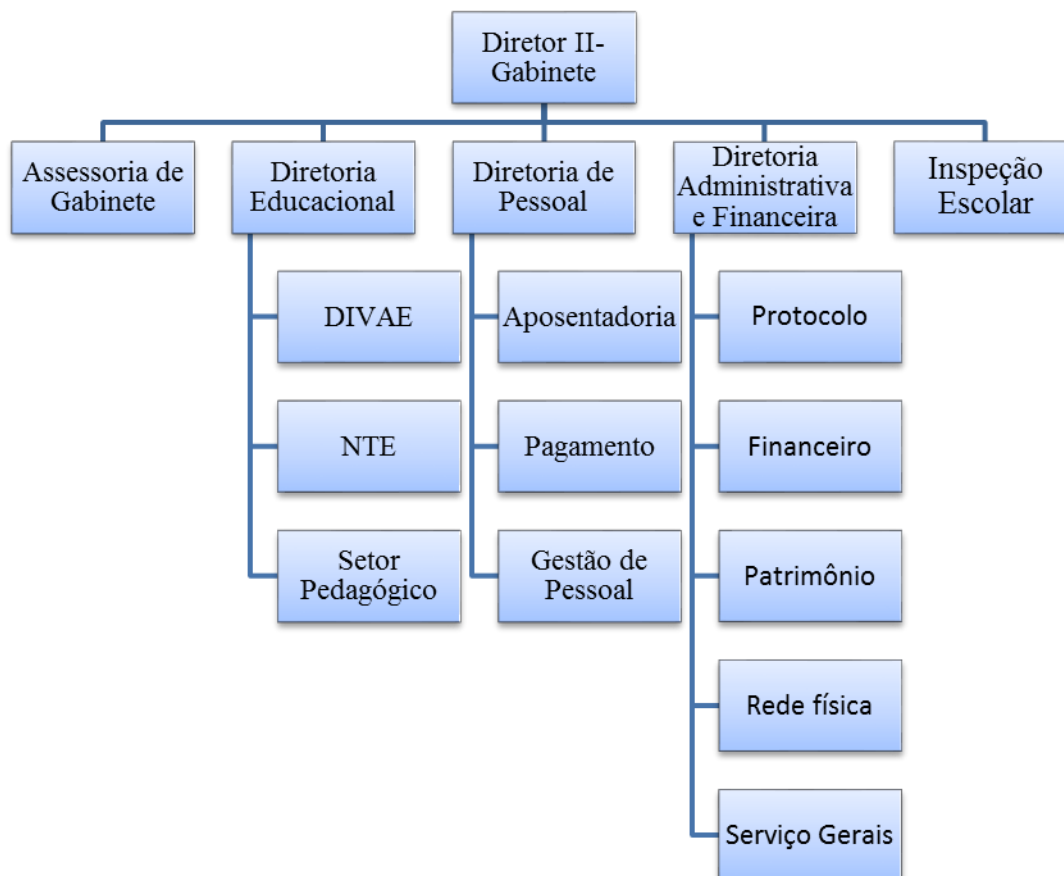 Diretor II-
Gabinete
Assessoria de
Gabinete
Diretoria
Educacional
Diretoria de
Pessoal
Diretoria
Administrativa
e Financeira
Inspeção
Escolar
DIVAE
NTE
Setor
Pedagógico
Aposentadoria
Pagamento
Gestão de
Pessoal
Protocolo
Financeiro
Patrimônio
Rede física
Serviço Gerais